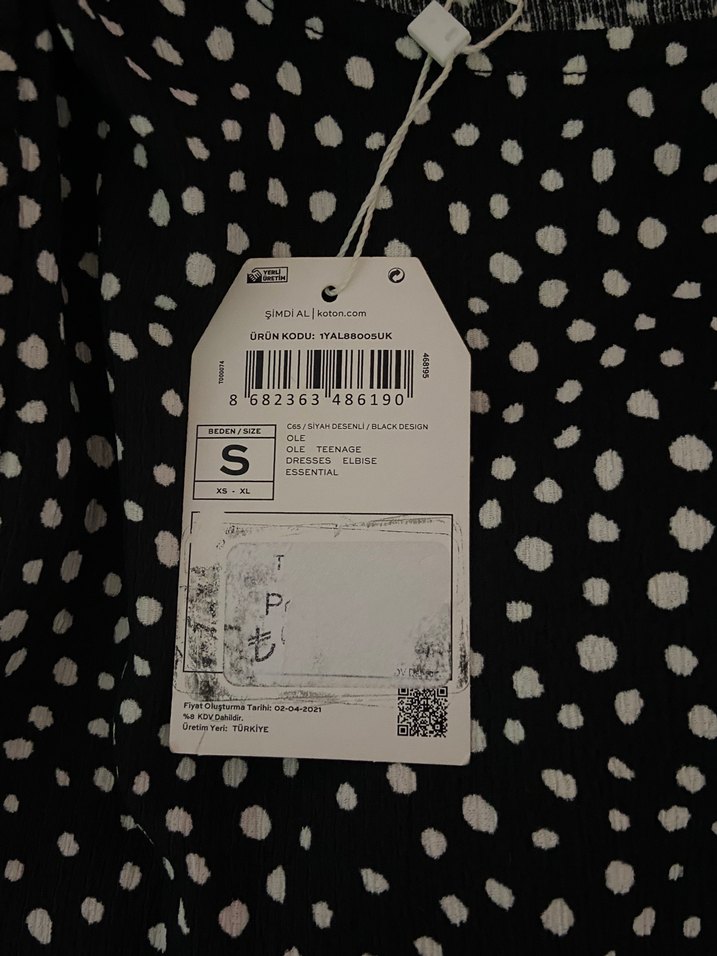 YERLİ
ÜRETİM
ŞİMDİ AL | koton.com
ÜRÜN KODU: 1YAL88005UK
T000074
468195
8 682363 486190
BEDEN / SIZE
S
XS - XL
C65 / SİYAH DESENLİ / BLACK DESIGN
OLE
OLE TEENAGE
DRESSES ELBISE
ESSENTIAL
T
P
₺
Fiyat Oluşturma Tarihi: 02-04-2021
%8 KDV Dahildir.
Üretim Yeri: TÜRKİYE